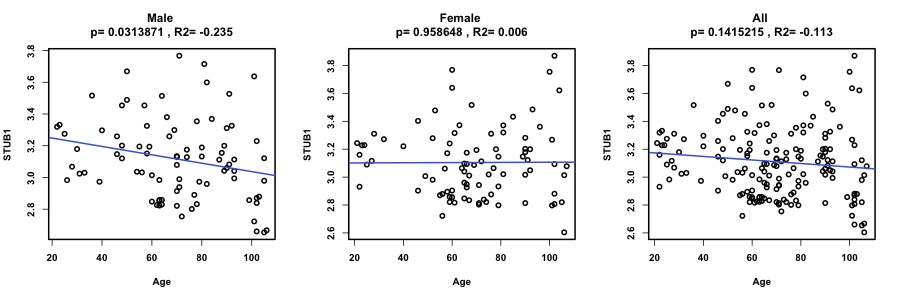 Male
p= 0.0313871 , R2= -0.235
STUB1
3.8
3.6
3.4
3.2
3.0
2.8
20 40 60 80 100
Age
Female
p= 0.958648 , R2= 0.006
STUB1
3.8
3.6
3.4
3.2
3.0
2.8
2.6
20 40 60 80 100
Age
All
p= 0.1415215 , R2= -0.113
STUB1
3.8
3.6
3.4
3.2
3.0
2.8
2.6
20 40 60 80 100
Age